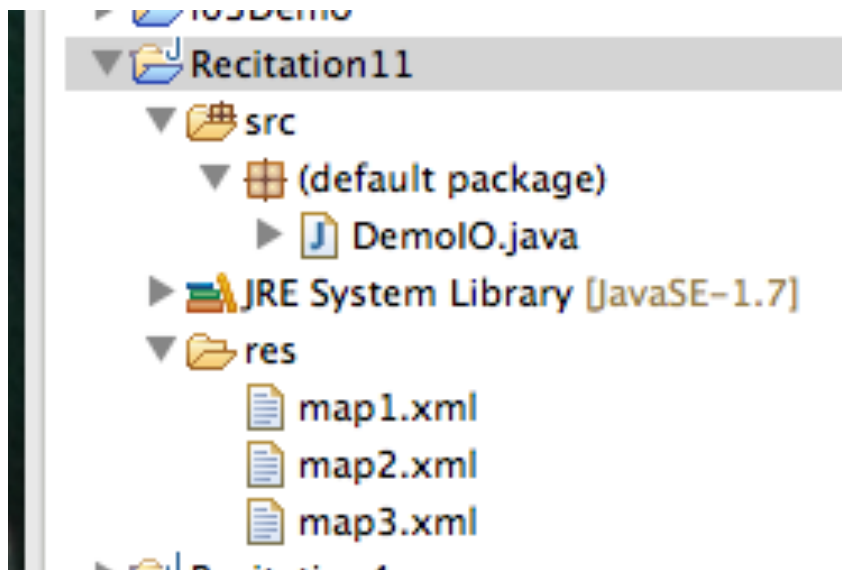 Recitation11
src
(default package)
DemoIO.java
JRE System Library [JavaSE-1.7]
res
map1.xml
map2.xml
map3.xml